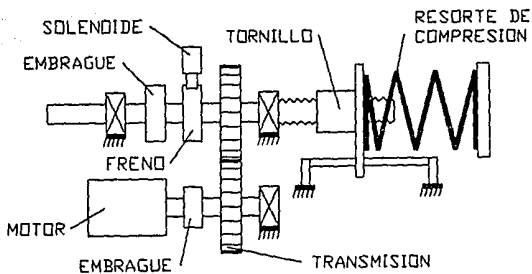 SOLENOIDE
RESORTE DE
COMPRESION
TORNILLO
EMBRAGUE
FRENO
MOTOR
EMBRAGUE
TRANSMISION